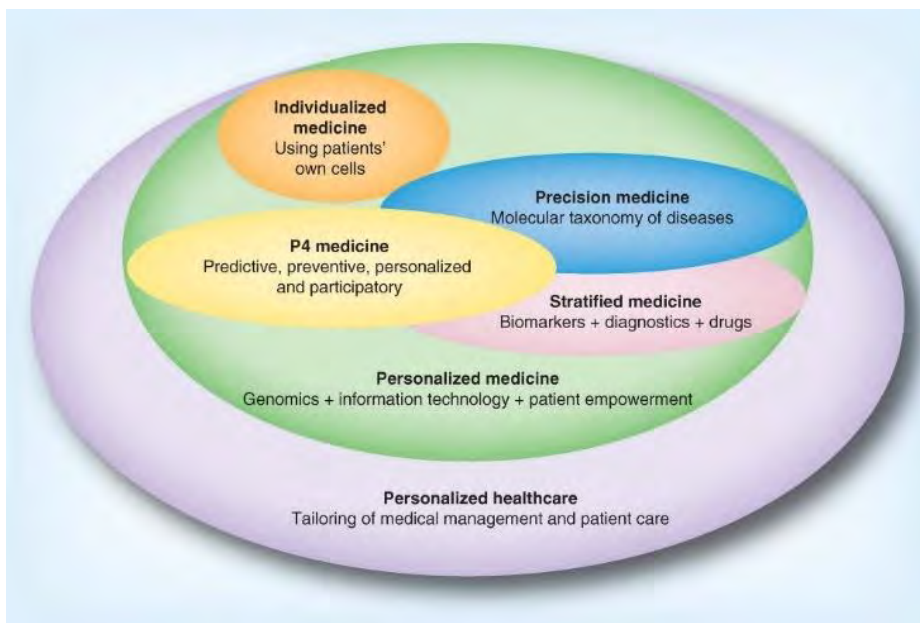 Individualized
medicine
Using patients'
own cells
Precision medicine
Molecular taxonomy of diseases
P4 medicine
Predictive, preventive, personalized
and participatory
Stratified medicine
Biomarkers + diagnostics + drugs
Personalized medicine
Genomics + information technology + patient empowerment
Personalized healthcare
Tailoring of medical management and patient care